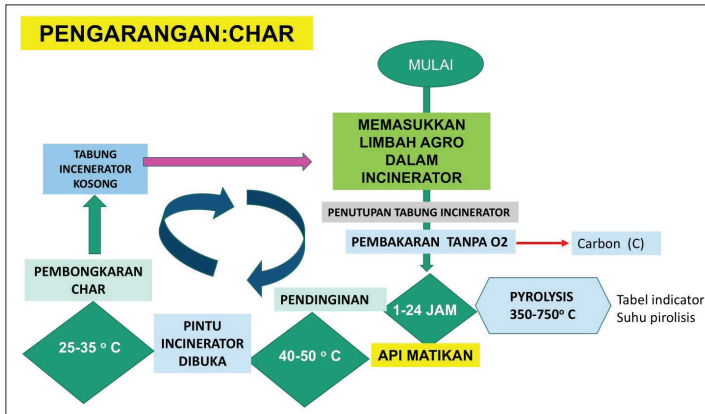 PENGARANGAN:CHAR
MULAI
MEMASUKKAN
LIMBAH AGRO
DALAM
INCINERATOR
TABUNG
INCENERATOR
KOSONG
PENUTUPAN TABUNG INCINERATOR
PEMBAKARAN TANPA O2
Carbon (C)
PEMBONGKARAN
CHAR
PENDINGINAN
1-24 JAM
PYROLYSIS
350-750º C
Tabel indicator
Suhu pirolisis
25-35 º C
PINTU
INCINERATOR
DIBUKA
40-50 º C
API MATIKAN